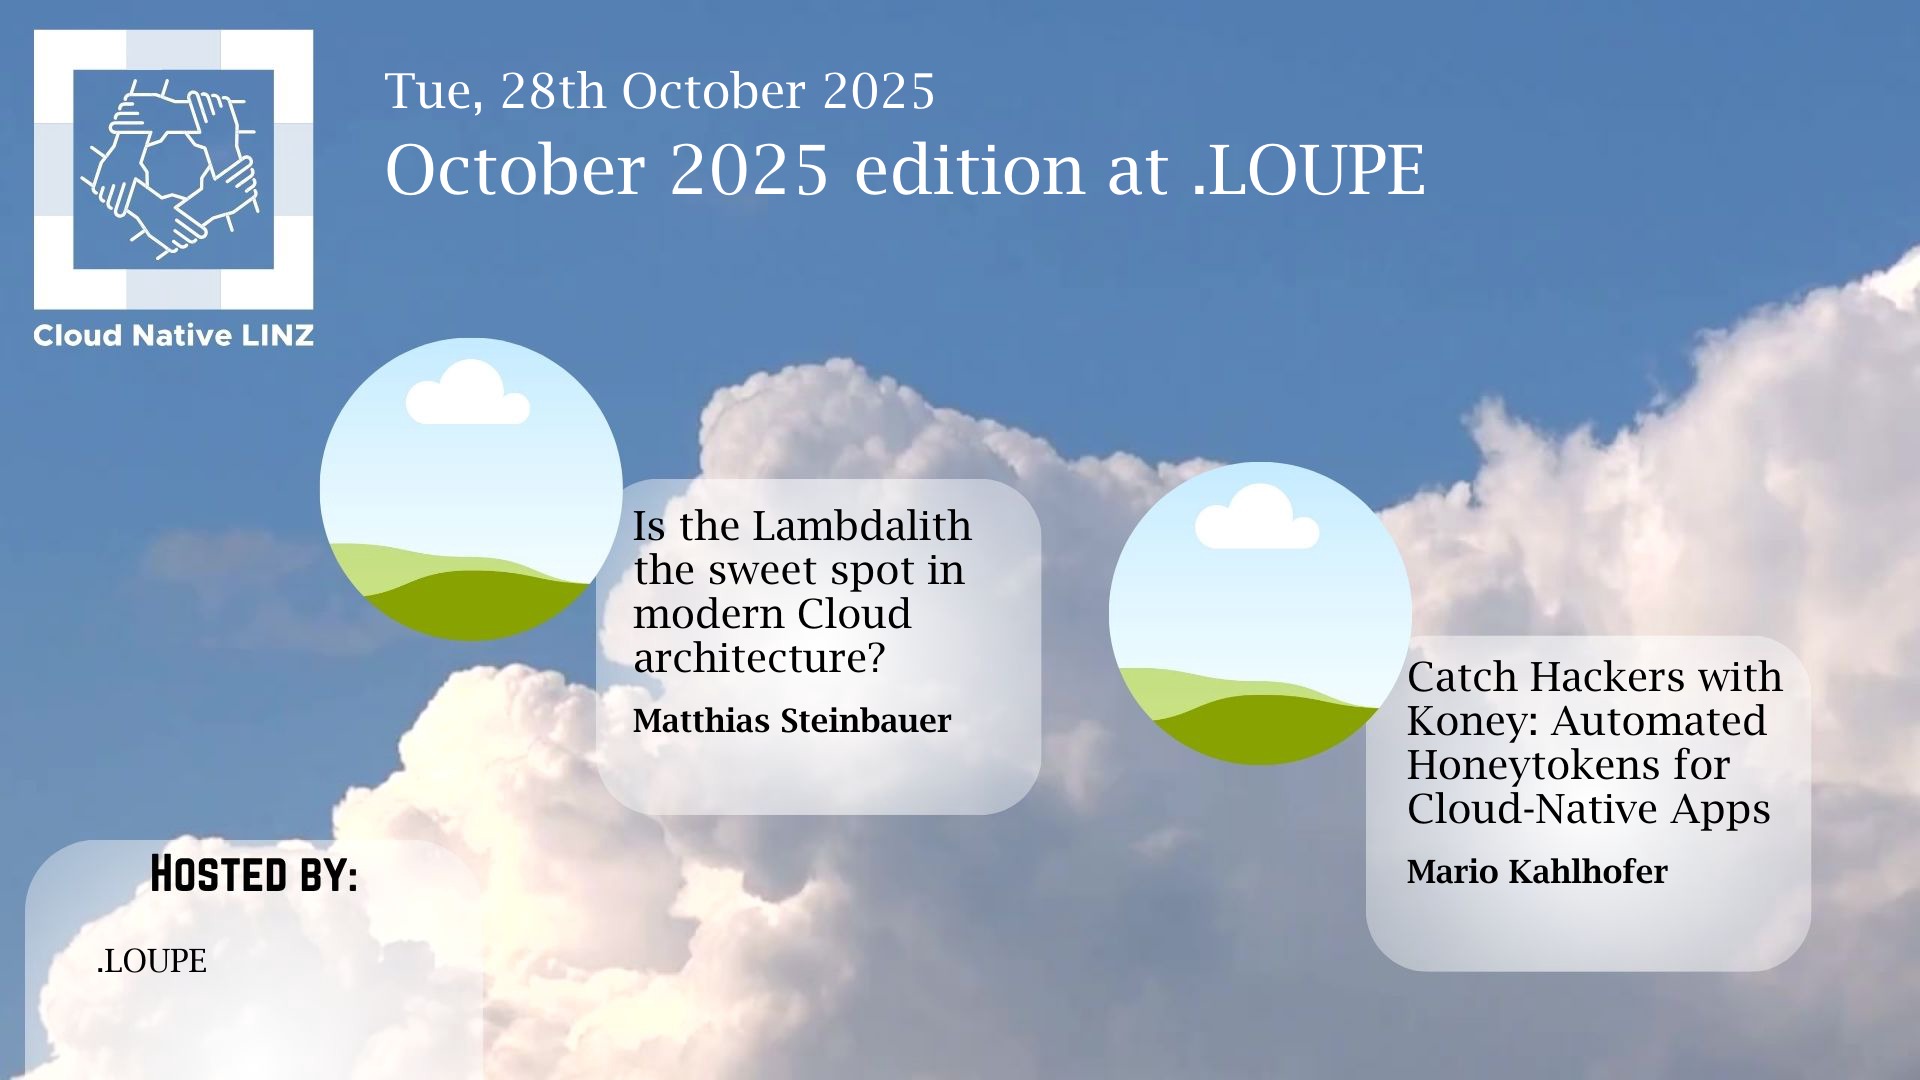 Tue, 28th October 2025
October 2025 edition at .LOUPE
Cloud Native LINZ
Is the Lambdalith
the sweet spot in
modern Cloud
architecture?
Matthias Steinbauer
Catch Hackers with
Koney: Automated
Honeytokens for
Cloud-Native Apps
Mario Kahlhofer
HOSTED BY:
.LOUPE